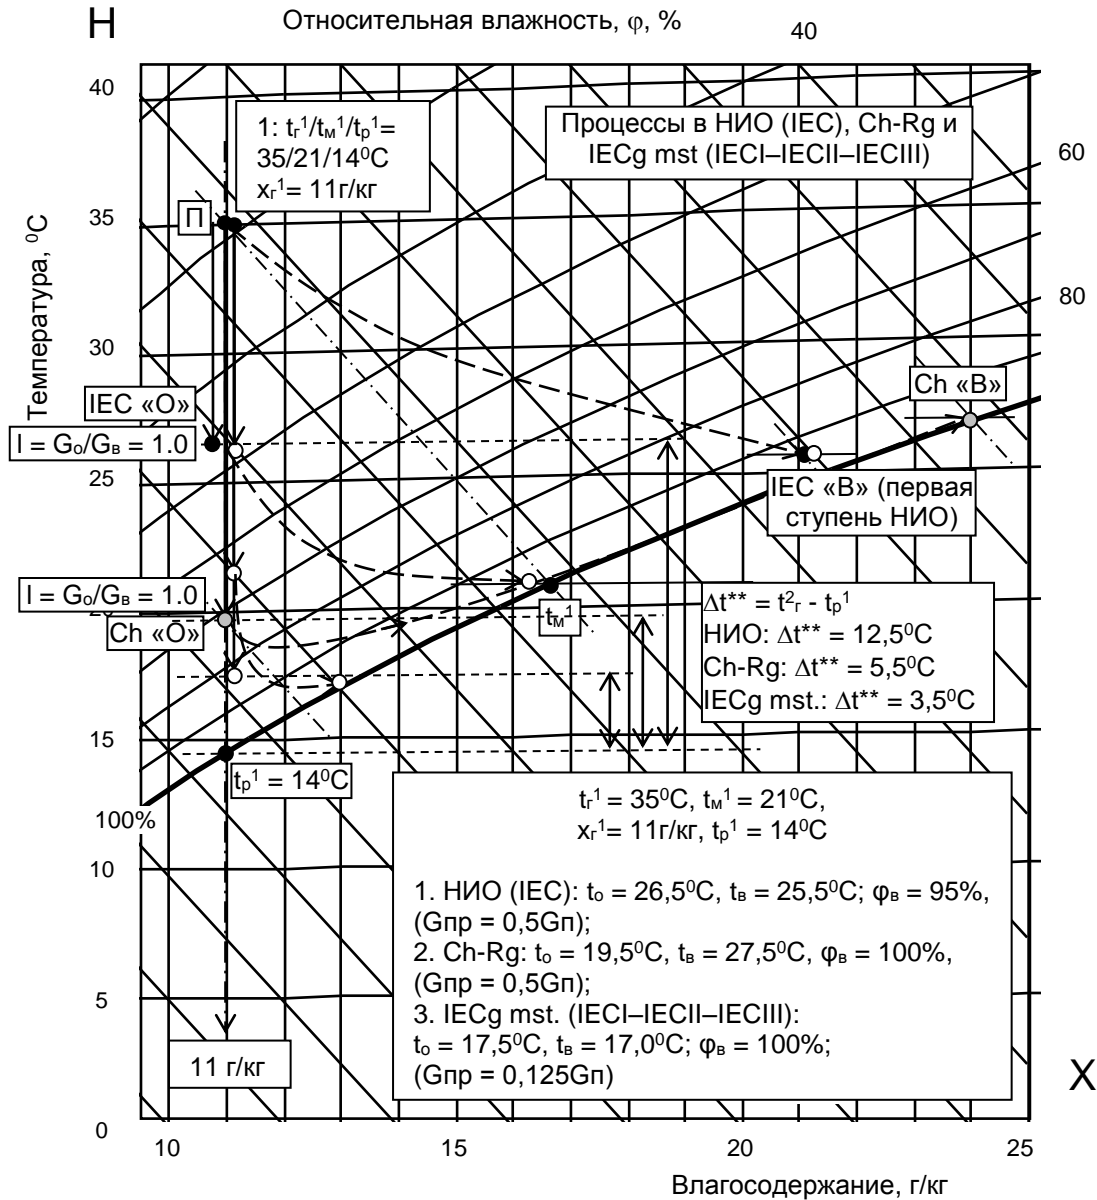 H
Относительная влажность, φ, %
40
40
1: tг¹/tм¹/tр¹=
35/21/14⁰C
xг¹= 11г/кг
Процессы в НИО (IEC), Ch-Rg и
IECg mst (IECI–IECII–IECIII)
60
35
П
Температура, ⁰C
80
30
Ch «В»
IEC «О»
l = Gо/Gв = 1.0
25
IEC «В» (первая
ступень НИО)
l = Gо/Gв = 1.0
Ch «О»
tм¹
Δt** = t²г - tр¹
НИО: Δt** = 12,5⁰C
Ch-Rg: Δt** = 5,5⁰C
IECg mst.: Δt** = 3,5⁰C
15
tр¹ = 14⁰C
100%
tг¹ = 35⁰C, tм¹ = 21⁰C,
xг¹= 11г/кг, tр¹ = 14⁰C
10
1. НИО (IEC): tо = 26,5⁰C, tв = 25,5⁰C; φв = 95%,
(Gпр = 0,5Gп);
2. Ch-Rg: tо = 19,5⁰C, tв = 27,5⁰C, φв = 100%,
(Gпр = 0,5Gп);
5
3. IECg mst. (IECI–IECII–IECIII):
tо = 17,5⁰C, tв = 17,0⁰C; φв = 100%;
(Gпр = 0,125Gп)
11 г/кг
X
0
10
15
20
25
Влагосодержание, г/кг